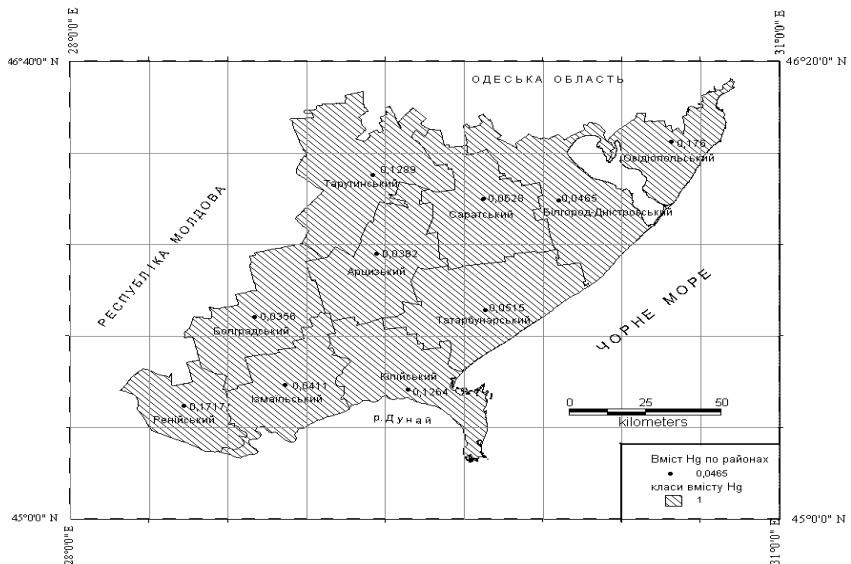 28°0'0" E
31°0'0" E
46°40'0" N
46°20'0" N
ОДЕСЬКА ОБЛАСТЬ
0,176
Овідіопольський
0,1289
Тарутинський
0,0629
Саратський
0,0465
Білгород-Дністровський
РЕСПУБЛІКА МОЛДОВА
0,0382
Арцизький
ЧОРНЕ МОРЕ
0,0356
Болградський
0,0515
Татарбунарський
Кілійський
0,1264
0,0411
Ізмаїльський
0,1717
Ренійський
р.Дунай
0 25 50
kilometers
Вміст Hg по районах
0,0465
класи вмісту Hg
1
45°0'0" N
45°0'0" N
28°0'0" E
31°0'0" E